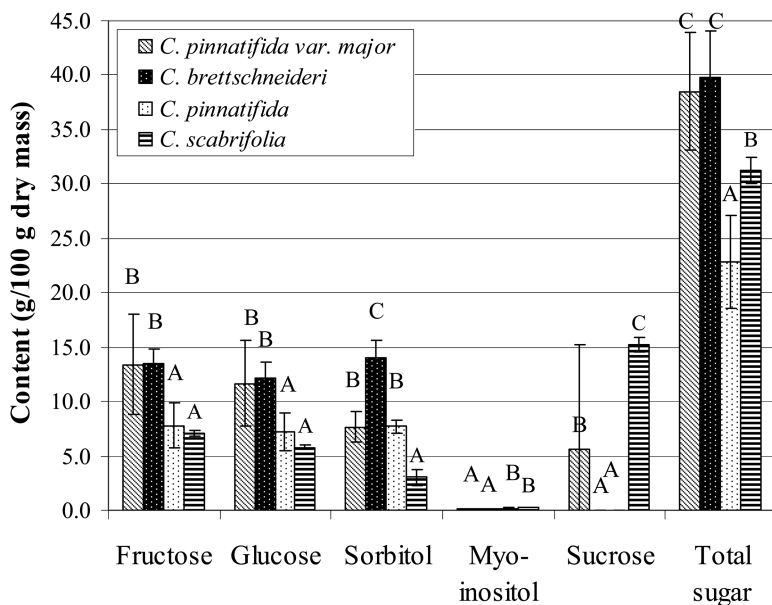 45.0
40.0
35.0
30.0
25.0
20.0
15.0
10.0
5.0
0.0
Content (g/100 g dry mass)
C. pinnatifida var. major
C. brettschneideri
C. pinnatifida
C. scabrifolia
B B A A
B B A A
B C B A
A A B B
B A A C
C C A B
Fructose Glucose Sorbitol Myo- Sucrose Total
inositol sugar